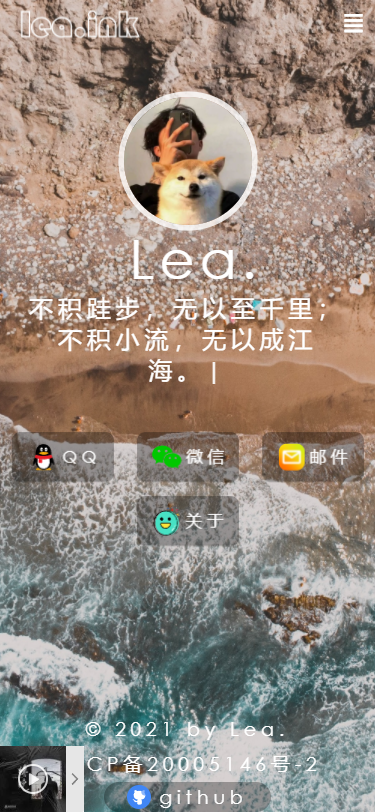 lea.ink
Lea.
不积跬步，无以至千里；
不积小流，无以成江
海。|
QQ
微信
邮件
关于
© 2021 by Lea.
CP备20005146号-2
github